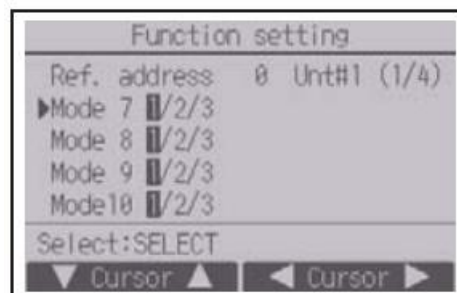 Function setting
Ref. address 0 Unt#1 (1/4)
▶Mode 7 1/2/3
Mode 8 1/2/3
Mode 9 1/2/3
Mode10 1/2/3
Select:SELECT
▼ Cursor ▲ ◀ Cursor ▶